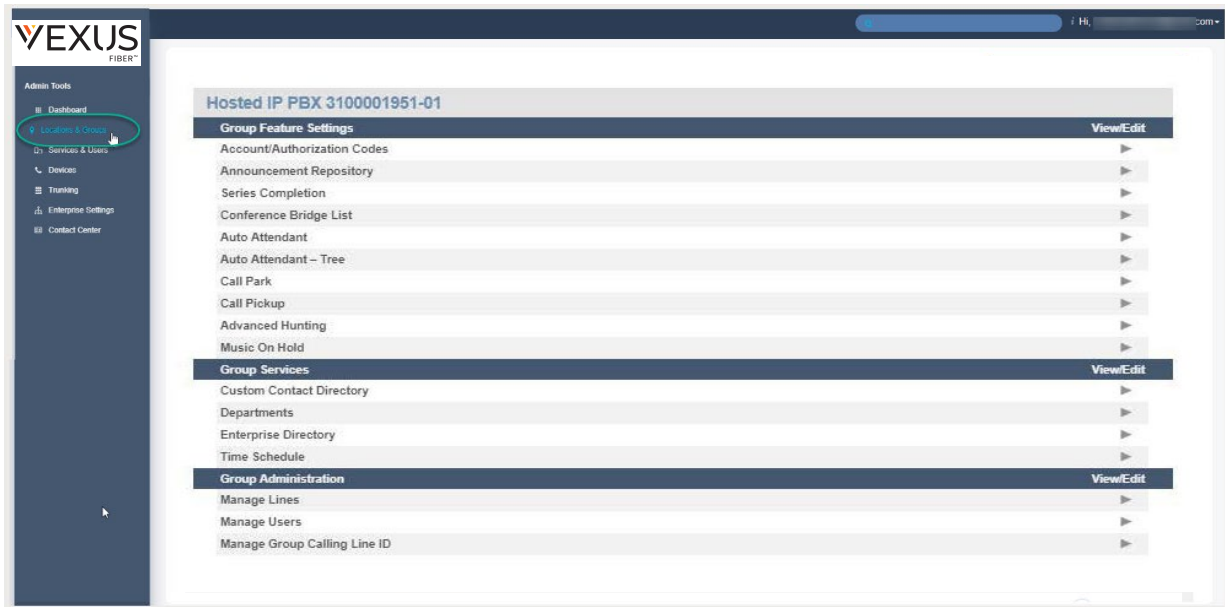 VEXUS
FIBER™
Hi, com
Admin Tools
Dashboard
Locations & Groups
Services & Users
Devices
Trunking
Enterprise Settings
Contact Center
Hosted IP PBX 3100001951-01
Group Feature Settings View/Edit
Account/Authorization Codes
Announcement Repository
Series Completion
Conference Bridge List
Auto Attendant
Auto Attendant – Tree
Call Park
Call Pickup
Advanced Hunting
Music On Hold
Group Services View/Edit
Custom Contact Directory
Departments
Enterprise Directory
Time Schedule
Group Administration View/Edit
Manage Lines
Manage Users
Manage Group Calling Line ID